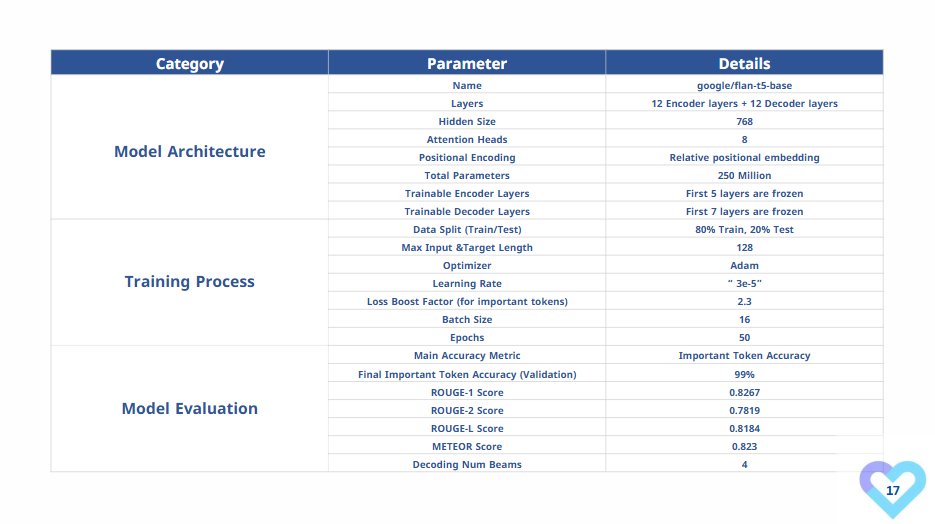 Category Parameter Details
Model Architecture
Name google/flan-t5-base
Layers 12 Encoder layers + 12 Decoder layers
Hidden Size 768
Attention Heads 8
Positional Encoding Relative positional embedding
Total Parameters 250 Million
Trainable Encoder Layers First 5 layers are frozen
Trainable Decoder Layers First 7 layers are frozen
Training Process
Data Split (Train/Test) 80% Train, 20% Test
Max Input &Target Length 128
Optimizer Adam
Learning Rate “ 3e-5”
Loss Boost Factor (for important tokens) 2.3
Batch Size 16
Epochs 50
Model Evaluation
Main Accuracy Metric Important Token Accuracy
Final Important Token Accuracy (Validation) 99%
ROUGE-1 Score 0.8267
ROUGE-2 Score 0.7819
ROUGE-L Score 0.8184
METEOR Score 0.823
Decoding Num Beams 4
17